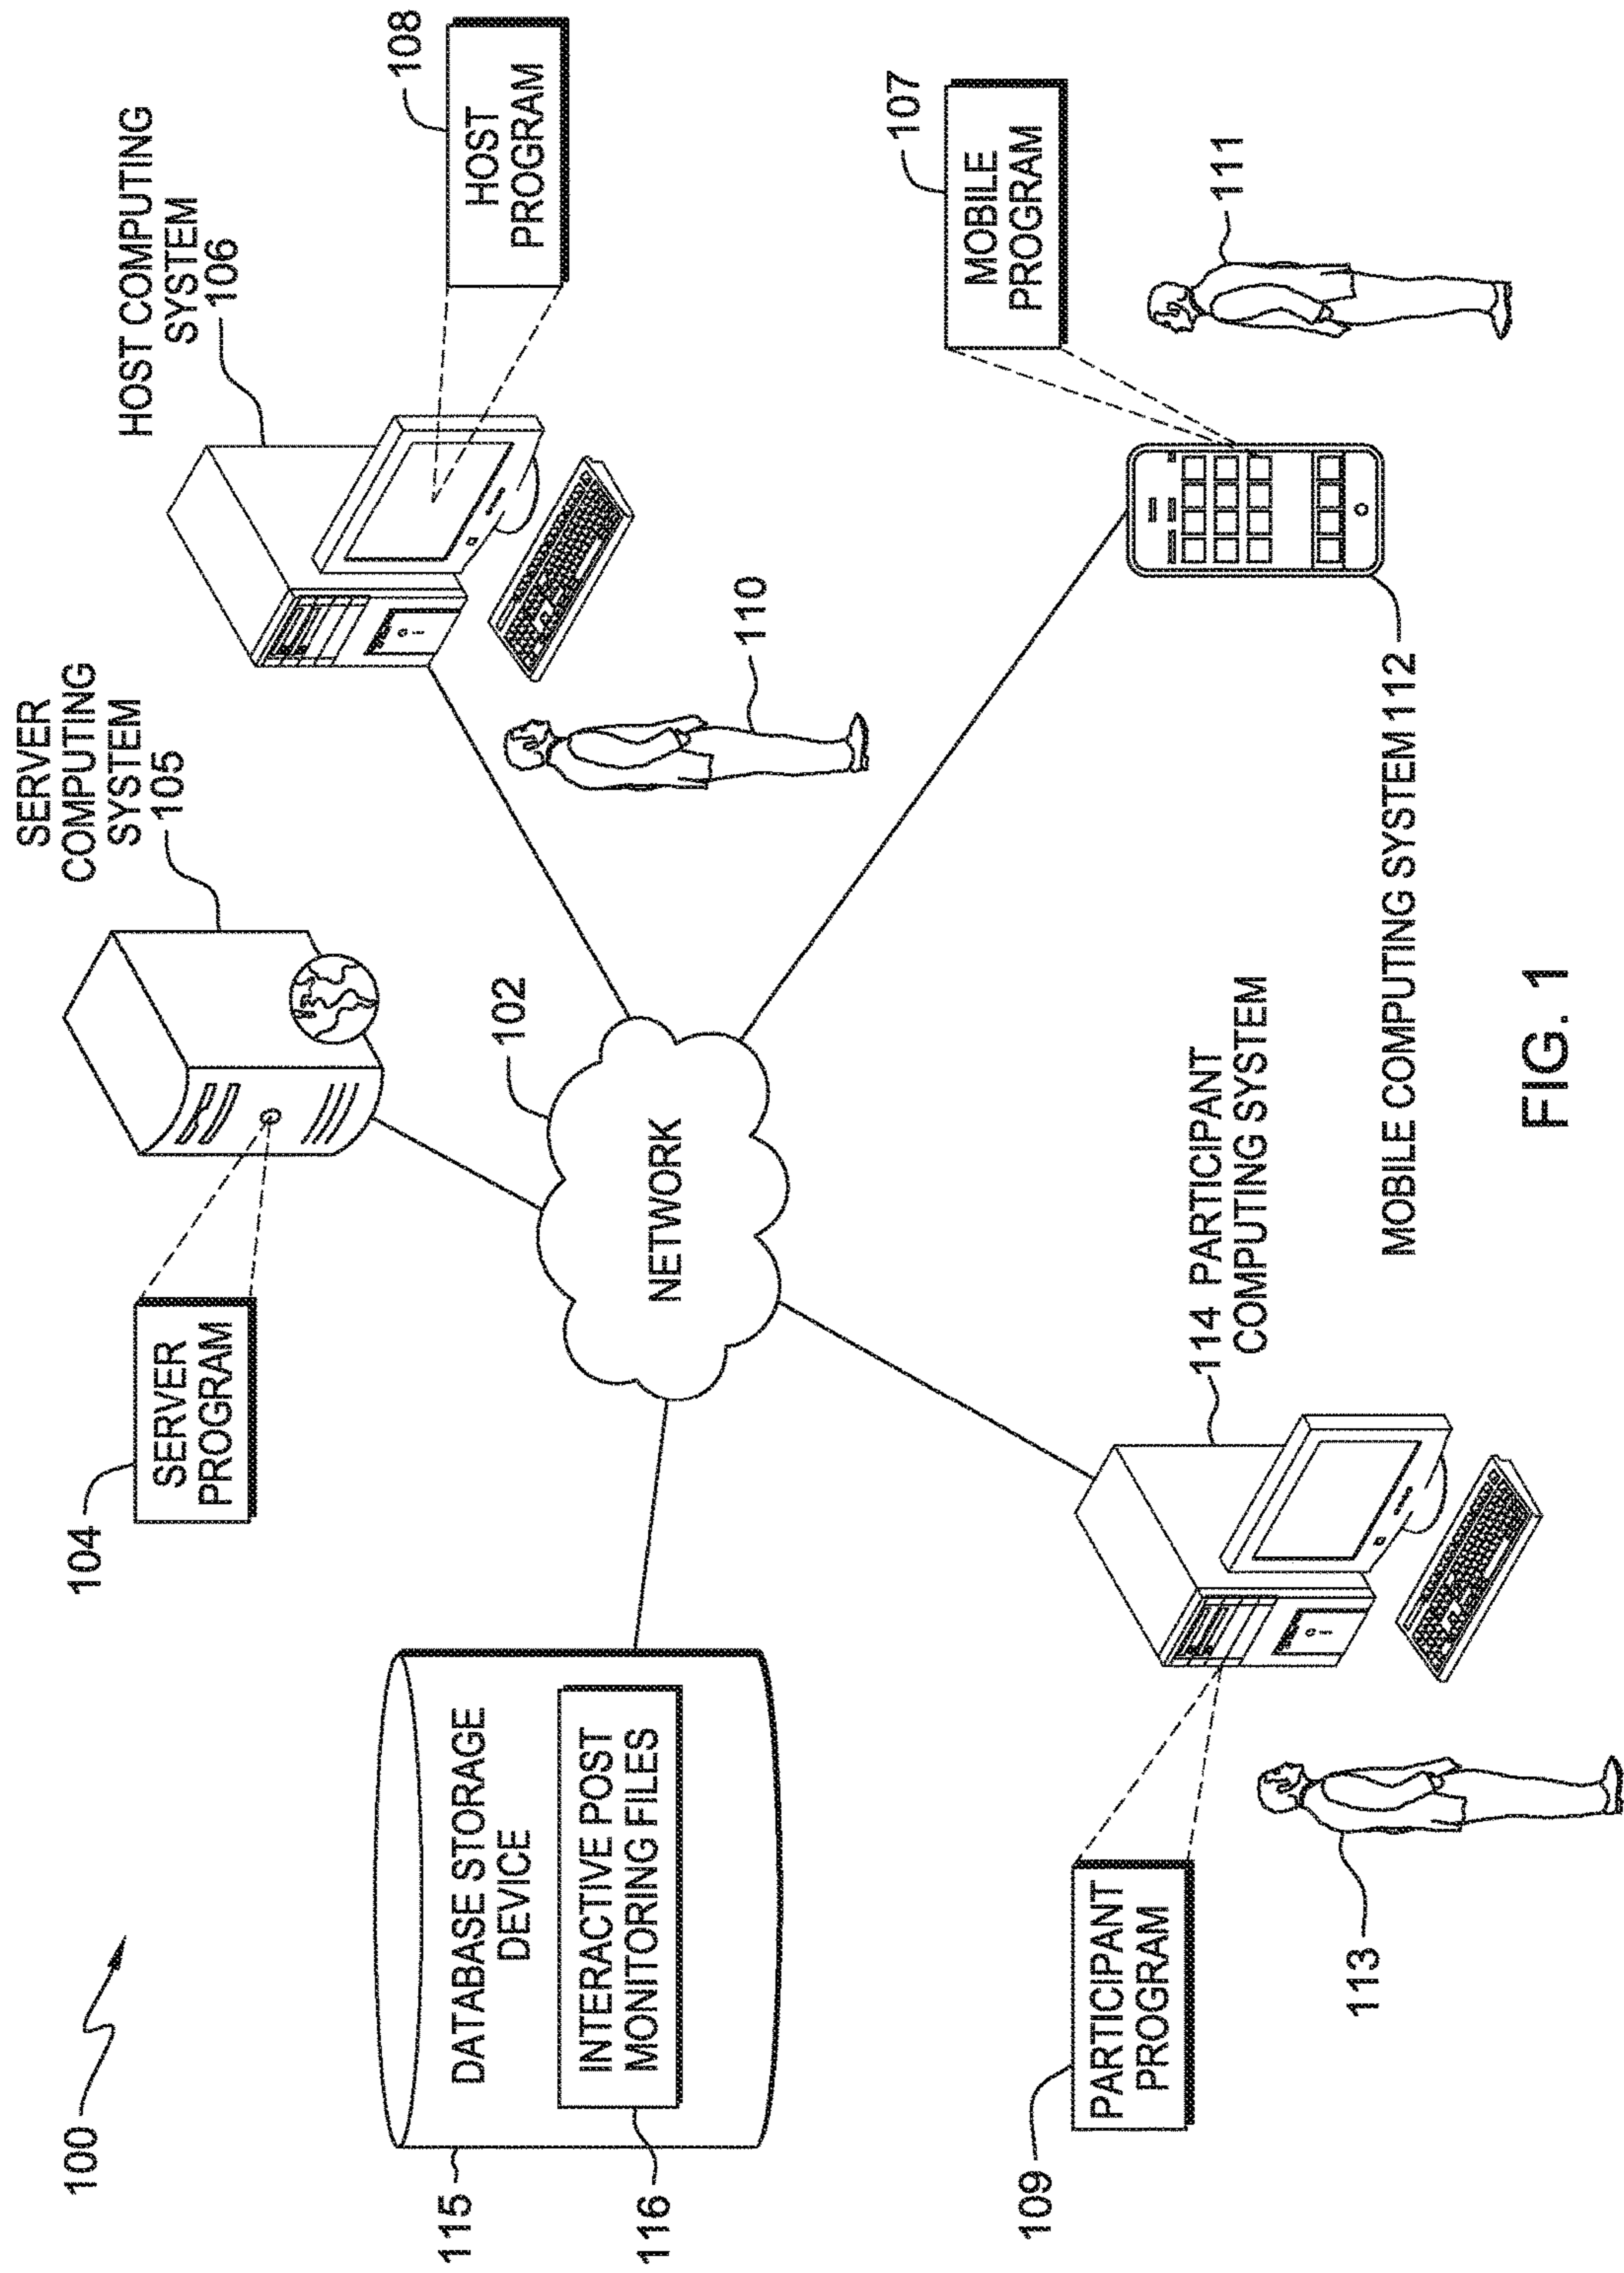 100
SERVER
COMPUTING
SYSTEM
105
HOST COMPUTING
SYSTEM
106
104
SERVER
PROGRAM
108
HOST
PROGRAM
115
DATABASE STORAGE
DEVICE
116
INTERACTIVE POST
MONITORING FILES
102
NETWORK
110
107
MOBILE
PROGRAM
109
PARTICIPANT
PROGRAM
114 PARTICIPANT
COMPUTING SYSTEM
111
113
MOBILE COMPUTING SYSTEM 112
FIG. 1